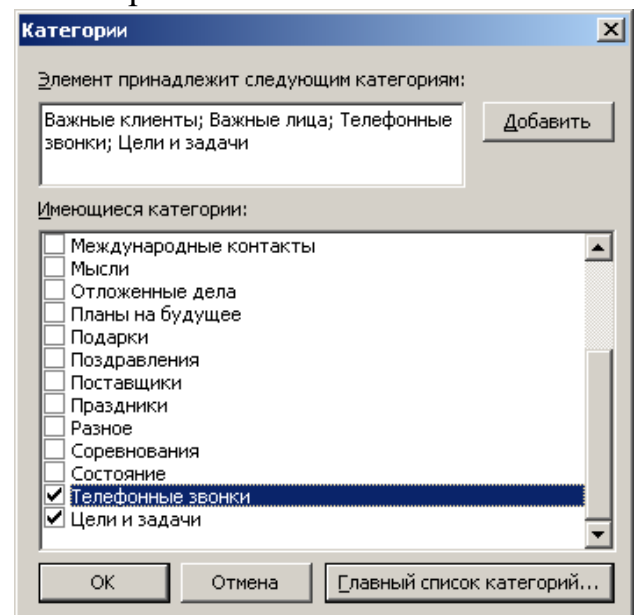 Категории
Элемент принадлежит следующим категориям:
Важные клиенты; Важные лица; Телефонные
звонки; Цели и задачи
Добавить
Имеющиеся категории:
Международные контакты
Мысли
Отложенные дела
Планы на будущее
Подарки
Поздравления
Поставщики
Праздники
Разное
Соревнования
Состояние
Телефонные звонки
Цели и задачи
ОК
Отмена
Главный список категорий...